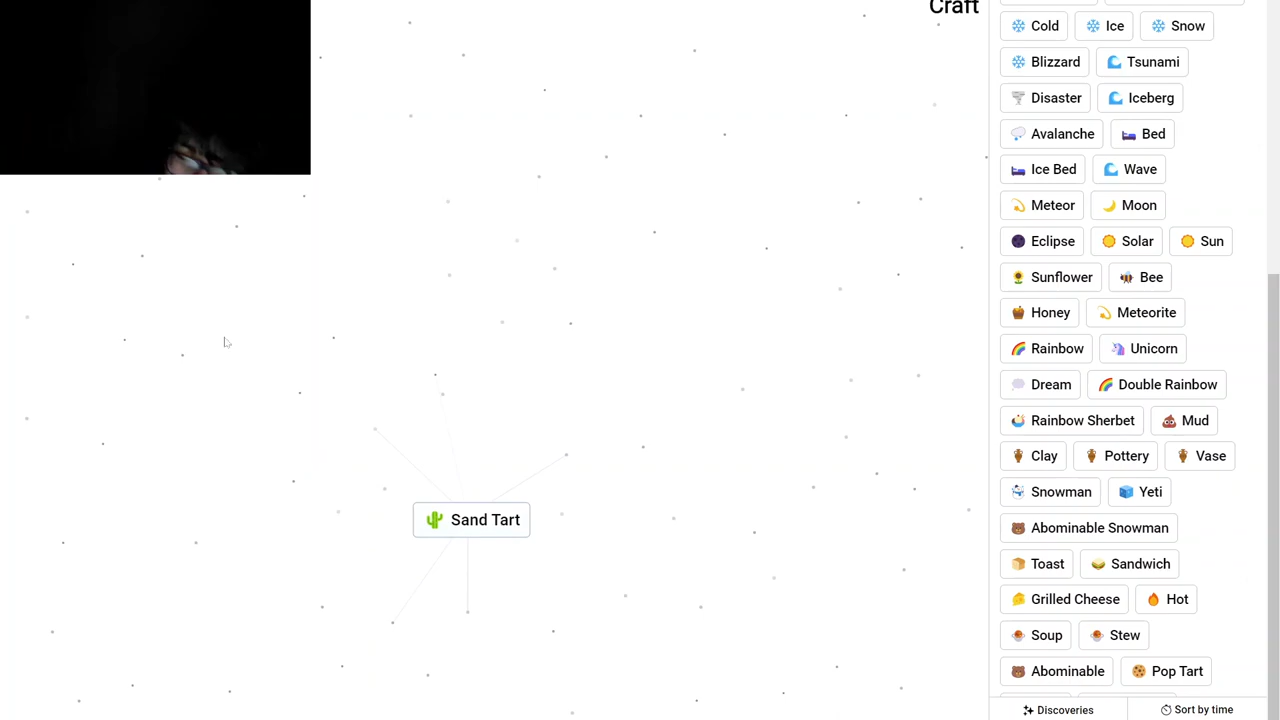 Craft
❄️ Cold ❄️ Ice ❄️ Snow
❄️ Blizzard 🌊 Tsunami
🌪️ Disaster 🌊 Iceberg
🌨️ Avalanche 🛏️ Bed
🛏️ Ice Bed 🌊 Wave
💫 Meteor 🌙 Moon
🌑 Eclipse ☀️ Solar ☀️ Sun
🌻 Sunflower 🐝 Bee
🍯 Honey 💫 Meteorite
🌈 Rainbow 🦄 Unicorn
💭 Dream 🌈 Double Rainbow
🍧 Rainbow Sherbet 💩 Mud
🏺 Clay 🏺 Pottery 🏺 Vase
⛄ Snowman 🧊 Yeti
🌵 Sand Tart
🐻 Abominable Snowman
🍞 Toast 🥪 Sandwich
🧀 Grilled Cheese 🔥 Hot
🍲 Soup 🍲 Stew
🐻 Abominable 🍪 Pop Tart
✨ Discoveries ⏱ Sort by time